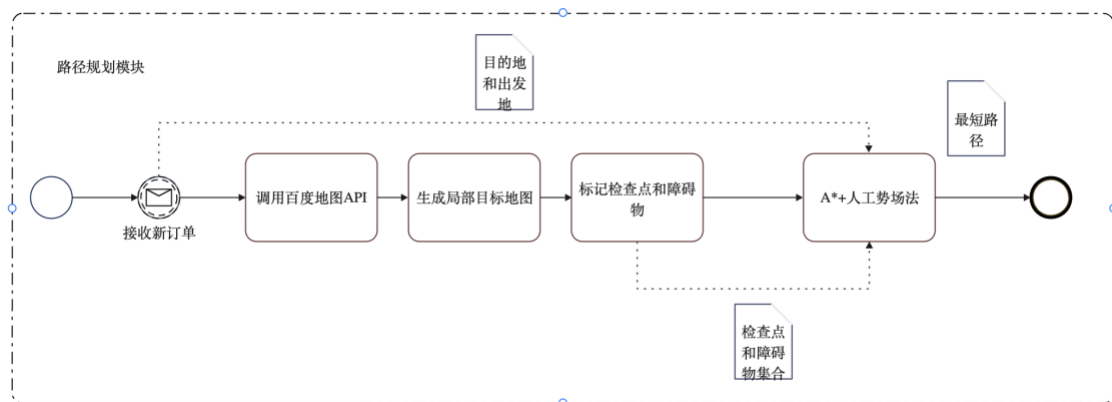 路径规划模块
目的地
和出发
地
最短路
径
调用百度地图API
生成局部目标地图
标记检查点和障碍
物
A*+人工势场法
接收新订单
检查点
和障碍
物集合